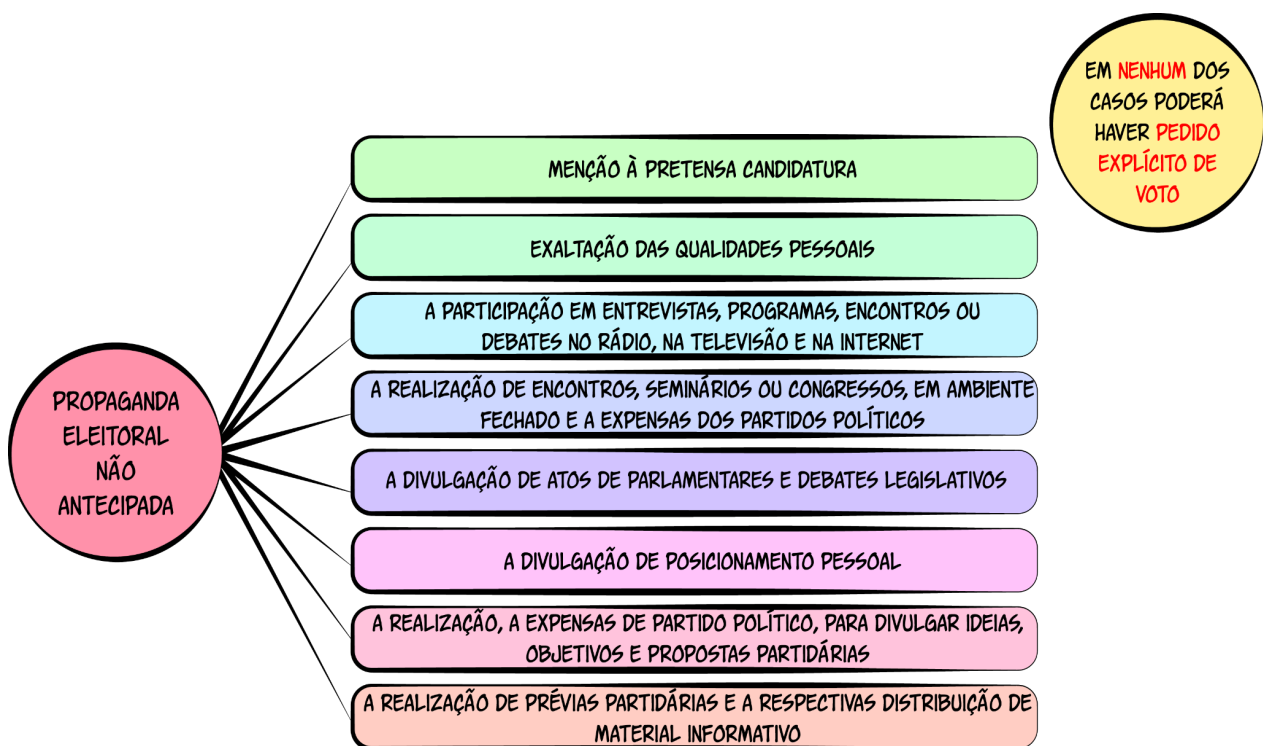 EM NENHUM DOS
CASOS PODERÁ
HAVER PEDIDO
EXPLÍCITO DE
VOTO
PROPAGANDA
ELEITORAL
NÃO
ANTECIPADA
MENÇÃO À PRETENSA CANDIDATURA
EXALTAÇÃO DAS QUALIDADES PESSOAIS
A PARTICIPAÇÃO EM ENTREVISTAS, PROGRAMAS, ENCONTROS OU
DEBATES NO RÁDIO, NA TELEVISÃO E NA INTERNET
A REALIZAÇÃO DE ENCONTROS, SEMINÁRIOS OU CONGRESSOS, EM AMBIENTE
FECHADO E A EXPENSAS DOS PARTIDOS POLÍTICOS
A DIVULGAÇÃO DE ATOS DE PARLAMENTARES E DEBATES LEGISLATIVOS
A DIVULGAÇÃO DE POSICIONAMENTO PESSOAL
A REALIZAÇÃO, A EXPENSAS DE PARTIDO POLÍTICO, PARA DIVULGAR IDEIAS,
OBJETIVOS E PROPOSTAS PARTIDÁRIAS
A REALIZAÇÃO DE PRÉVIAS PARTIDÁRIAS E A RESPECTIVAS DISTRIBUIÇÃO DE
MATERIAL INFORMATIVO